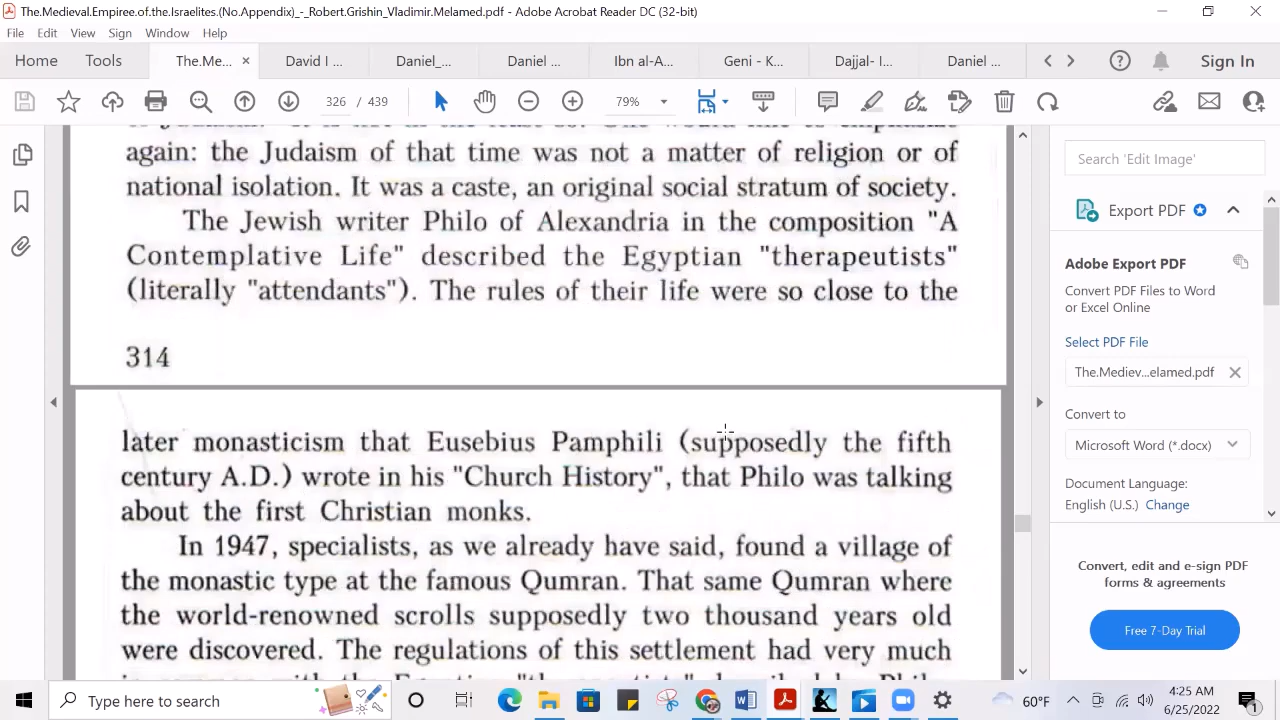 The.Medieval.Empiree.of.the.Israelites.(No.Appendix)_-_Robert.Grishin_Vladimir.Melamed.pdf - Adobe Acrobat Reader DC (32-bit)
File Edit View Sign Window Help
Home Tools The.Me... × David I ... Daniel_... Daniel ... Ibn al-A... Geni - K... Dajjal- I... Daniel ... Sign In
326 / 439 79%
again: the Judaism of that time was not a matter of religion or of
national isolation. It was a caste, an original social stratum of society.
The Jewish writer Philo of Alexandria in the composition "A
Contemplative Life" described the Egyptian "therapeutists"
(literally "attendants"). The rules of their life were so close to the
314
later monasticism that Eusebius Pamphili (supposedly the fifth
century A.D.) wrote in his "Church History", that Philo was talking
about the first Christian monks.
In 1947, specialists, as we already have said, found a village of
the monastic type at the famous Qumran. That same Qumran where
the world-renowned scrolls supposedly two thousand years old
were discovered. The regulations of this settlement had very much
Search 'Edit Image'
Export PDF
Adobe Export PDF
Convert PDF Files to Word
or Excel Online
Select PDF File
The.Mediev...elamed.pdf
Convert to
Microsoft Word (*.docx)
Document Language:
English (U.S.) Change
Convert, edit and e-sign PDF
forms & agreements
Free 7-Day Trial
Type here to search
60°F
4:25 AM
6/25/2022
1